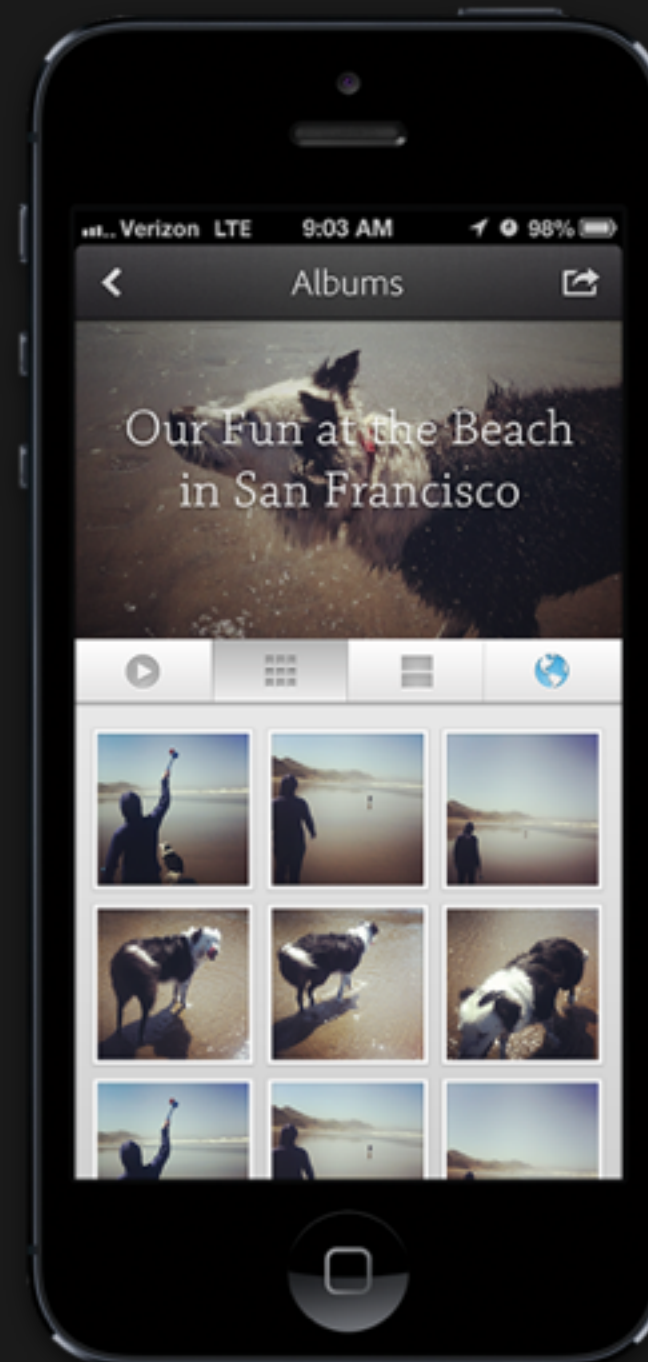 Verizon LTE 9:03 AM 98%
Albums
Our Fun at the Beach
in San Francisco